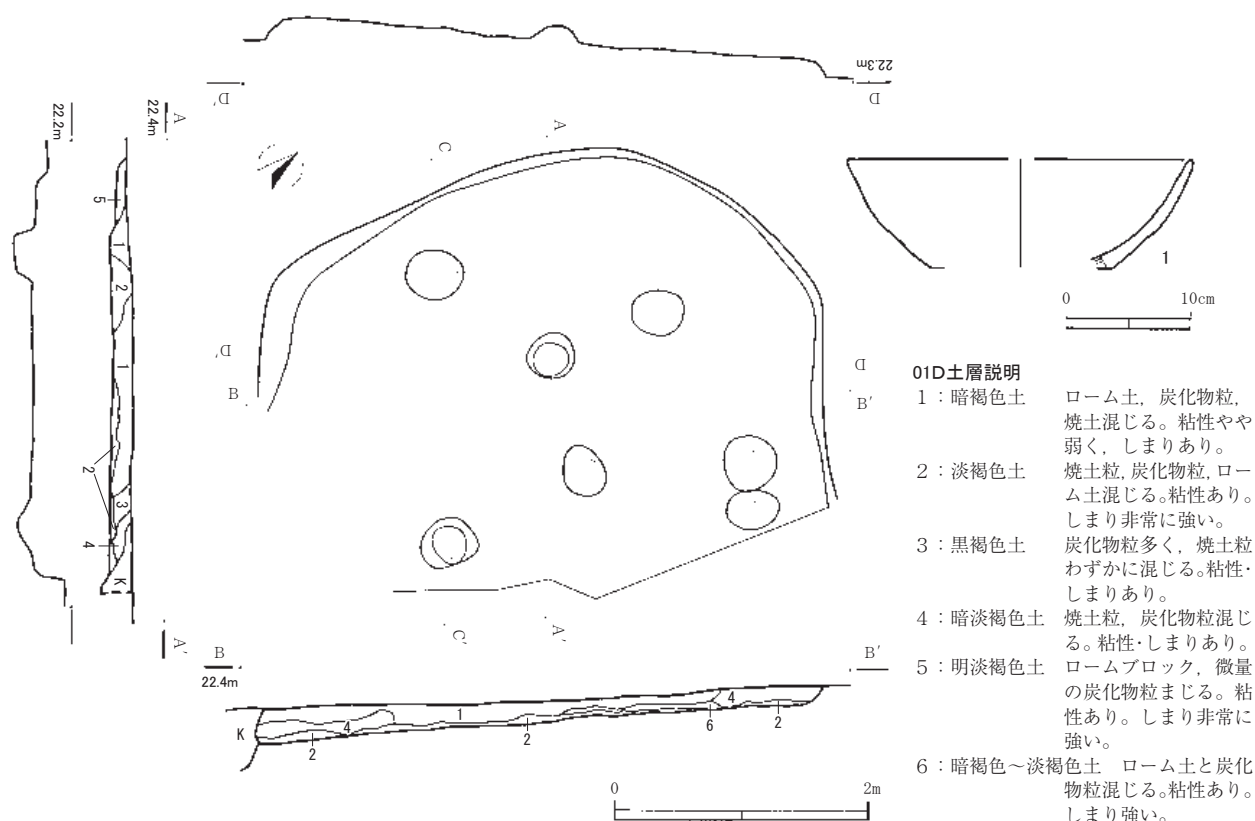 22.3m
D'
D
22.2m
22.4m
A
A
C
5
1
2
1
2
3
4
K
A'
D'
D
B
B'
C'
A'
B
B'
22.4m
K
4
1
4
2
2
6
2
0
2m
1
0
10cm
01D土層説明
1：暗褐色土 ローム土，炭化物粒，
焼土混じる。粘性やや
弱く，しまりあり。
2：淡褐色土 焼土粒，炭化物粒，ロー
ム土混じる。粘性あり。
しまり非常に強い。
3：黒褐色土 炭化物粒多く，焼土粒
わずかに混じる。粘性・
しまりあり。
4：暗淡褐色土 焼土粒，炭化物粒混じ
る。粘性・しまりあり。
5：明淡褐色土 ロームブロック，微量
の炭化物粒まじる。粘
性あり。しまり非常に
強い。
6：暗褐色～淡褐色土 ローム土と炭化
物粒混じる。粘性あり。
しまり強い。